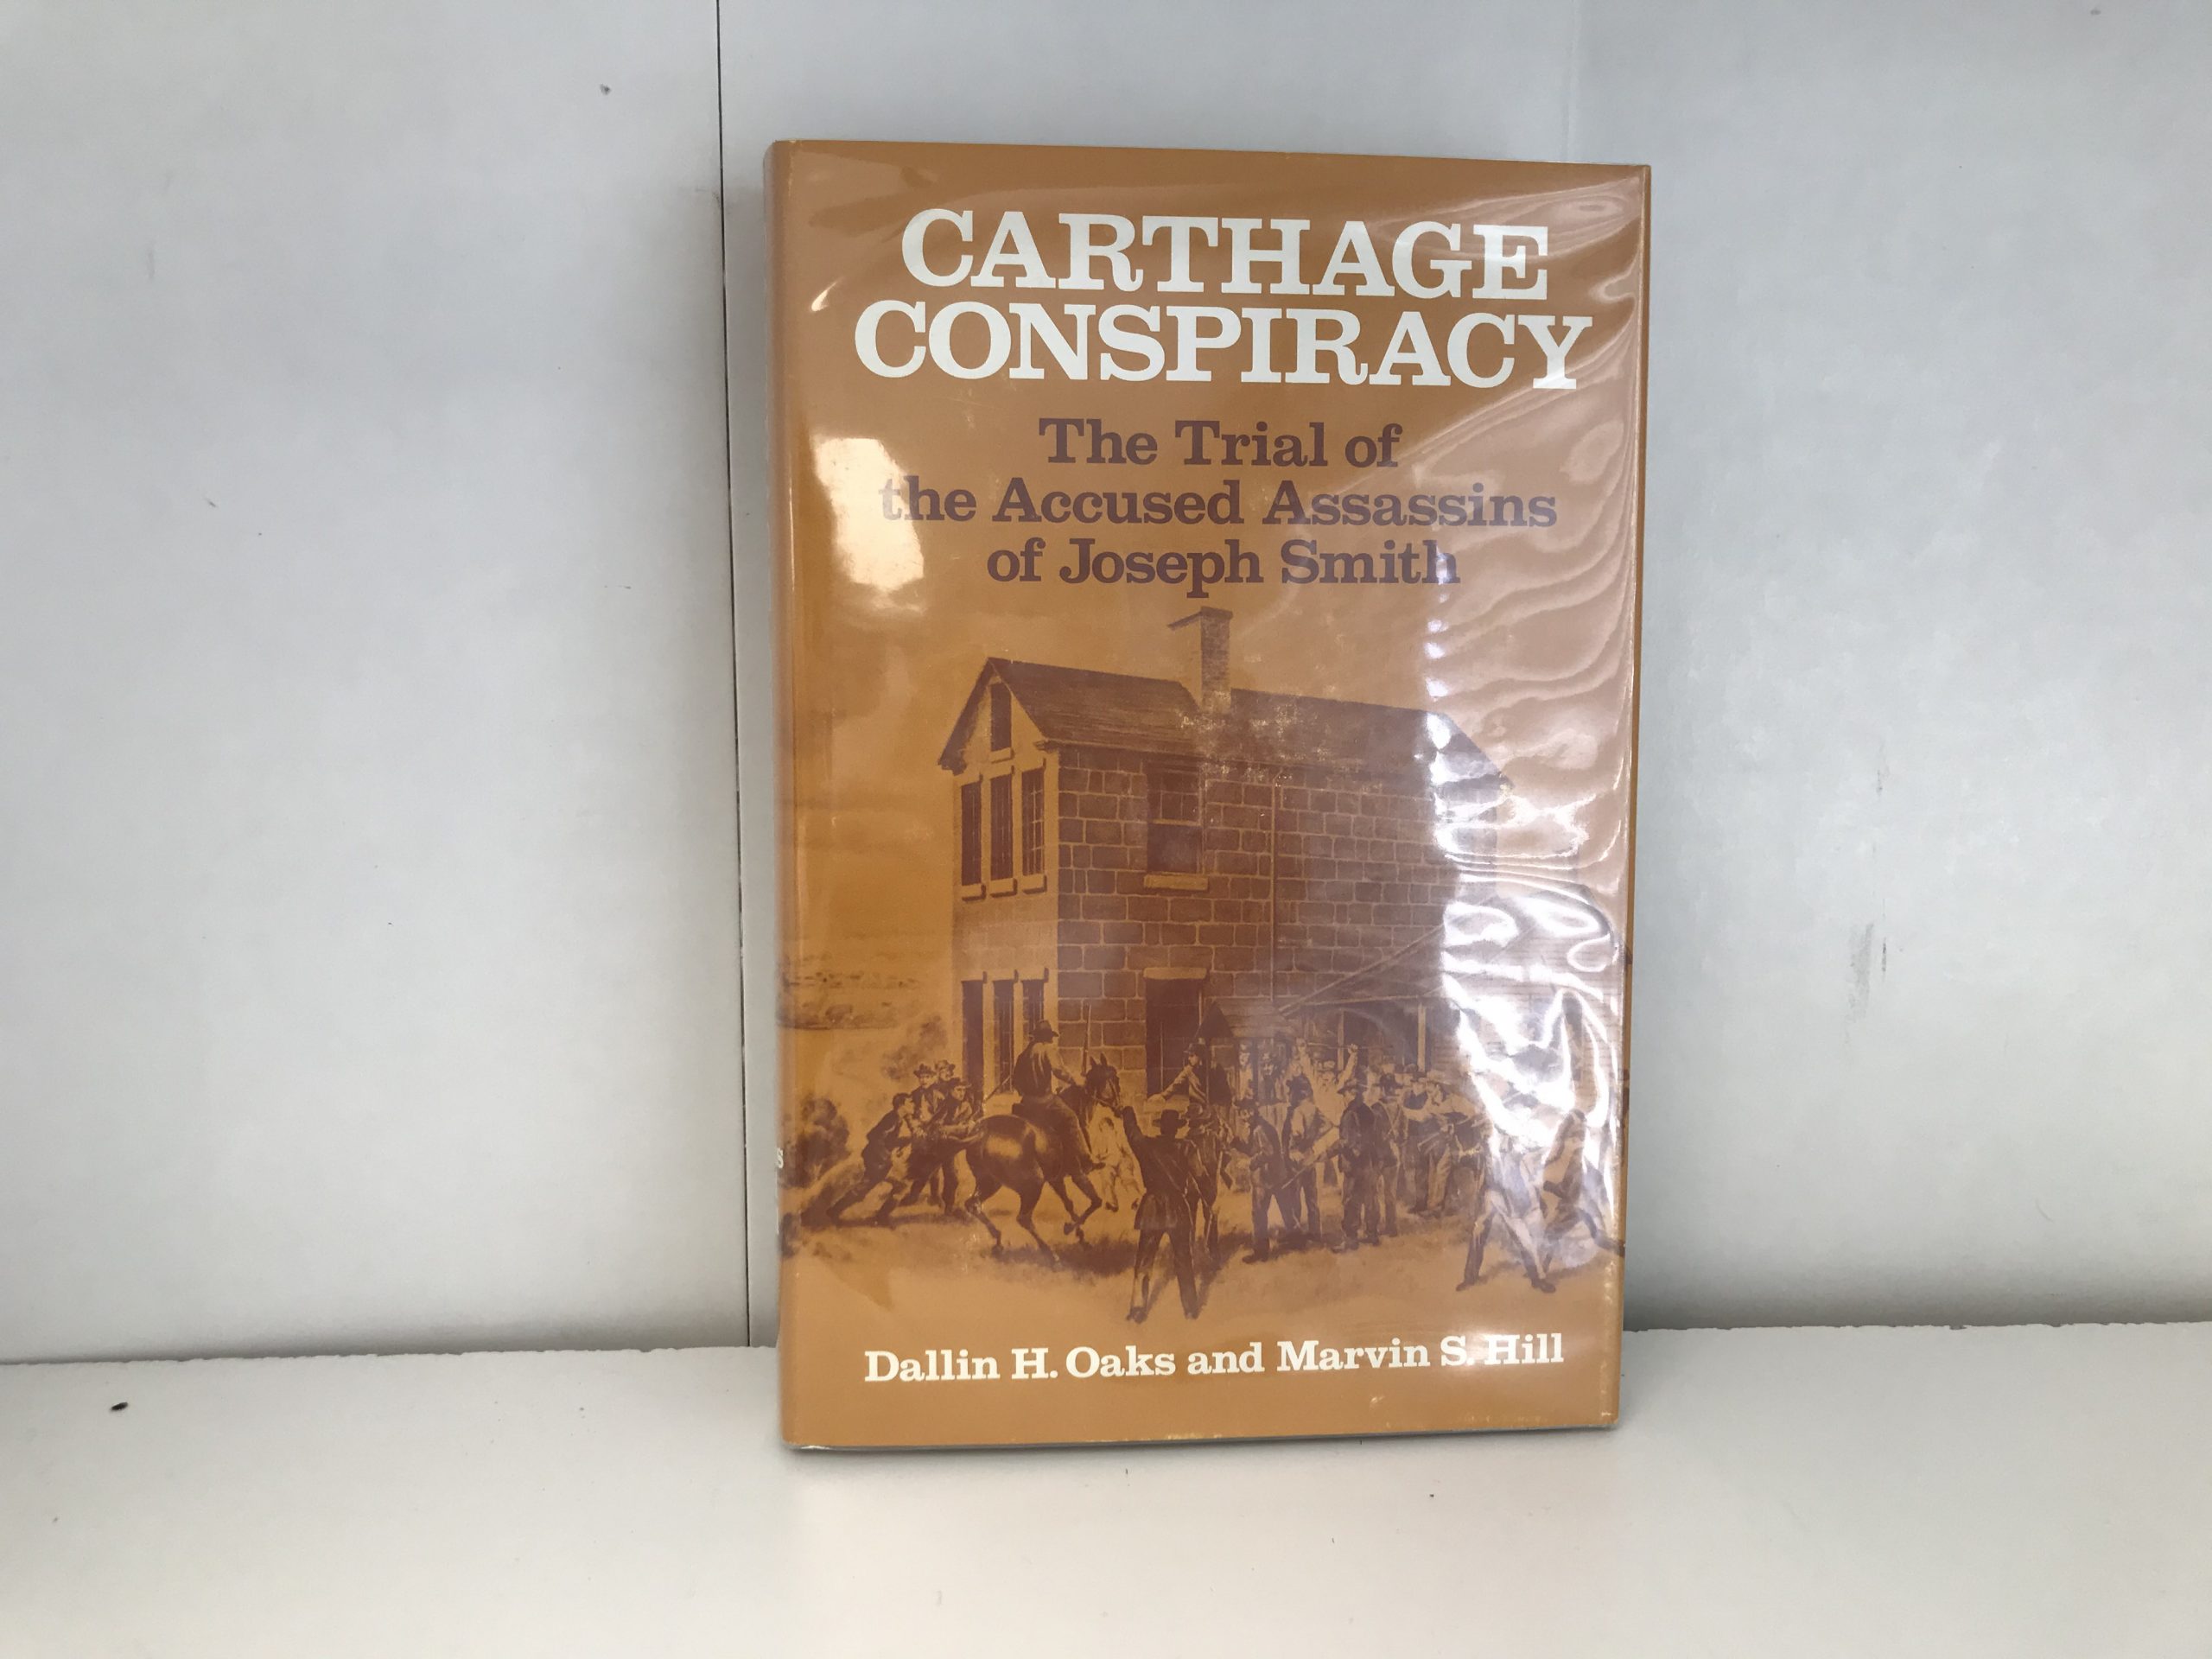 CARTHAGE
CONSPIRACY
The Trial of
the Accused Assassins
of Joseph Smith
Dallin H. Oaks and Marvin S. Hill